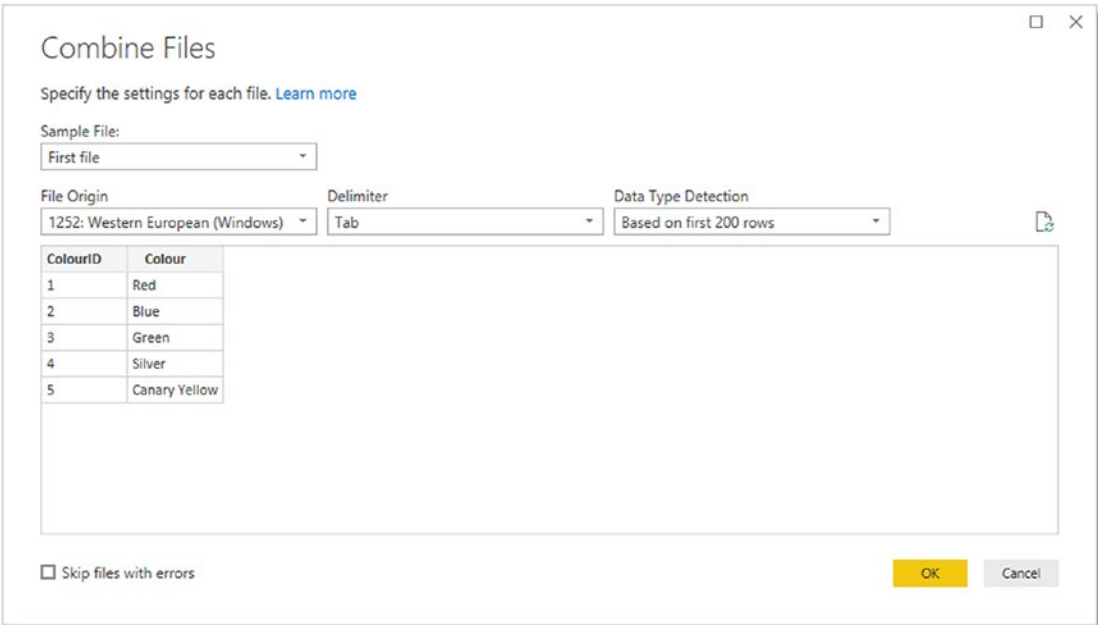 Combine Files
Specify the settings for each file. Learn more
Sample File:
First file
File Origin Delimiter Data Type Detection
1252: Western European (Windows) Tab Based on first 200 rows
ColourID Colour
1 Red
2 Blue
3 Green
4 Silver
5 Canary Yellow
Skip files with errors OK Cancel